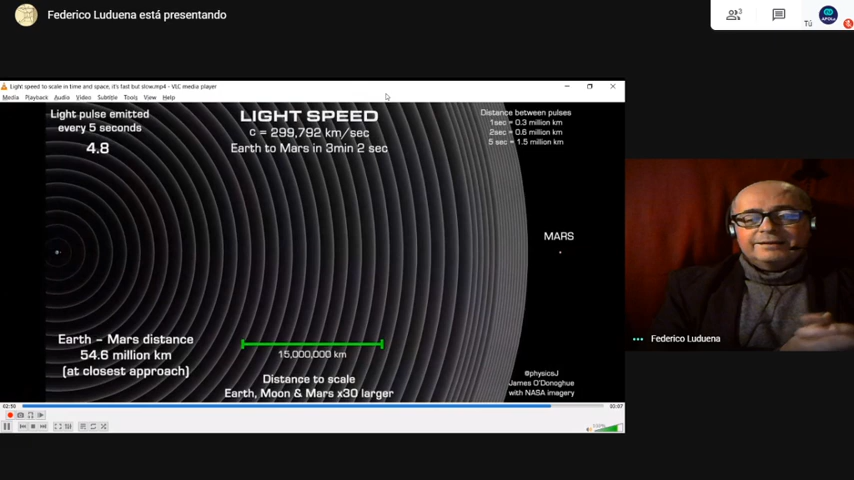 Federico Luduena está presentando
3
Tú
APOLa
Light speed to scale in time and space, it's fast but slow.mp4 - VLC media player
Media Playback Audio Video Subtitle Tools View Help
Light pulse emitted
every 5 seconds
4.8
LIGHT SPEED
C = 299,792 km/sec
Earth to Mars in 3min 2 sec
Distance between pulses
1sec = 0.3 million km
2sec = 0.6 million km
5 sec = 1.5 million km
MARS
Earth – Mars distance
54.6 million km
(at closest approach)
15,000,000 km
Distance to scale
Earth, Moon & Mars x30 larger
@physicsJ
James O'Donoghue
with NASA imagery
Federico Luduena
02:50
03:07